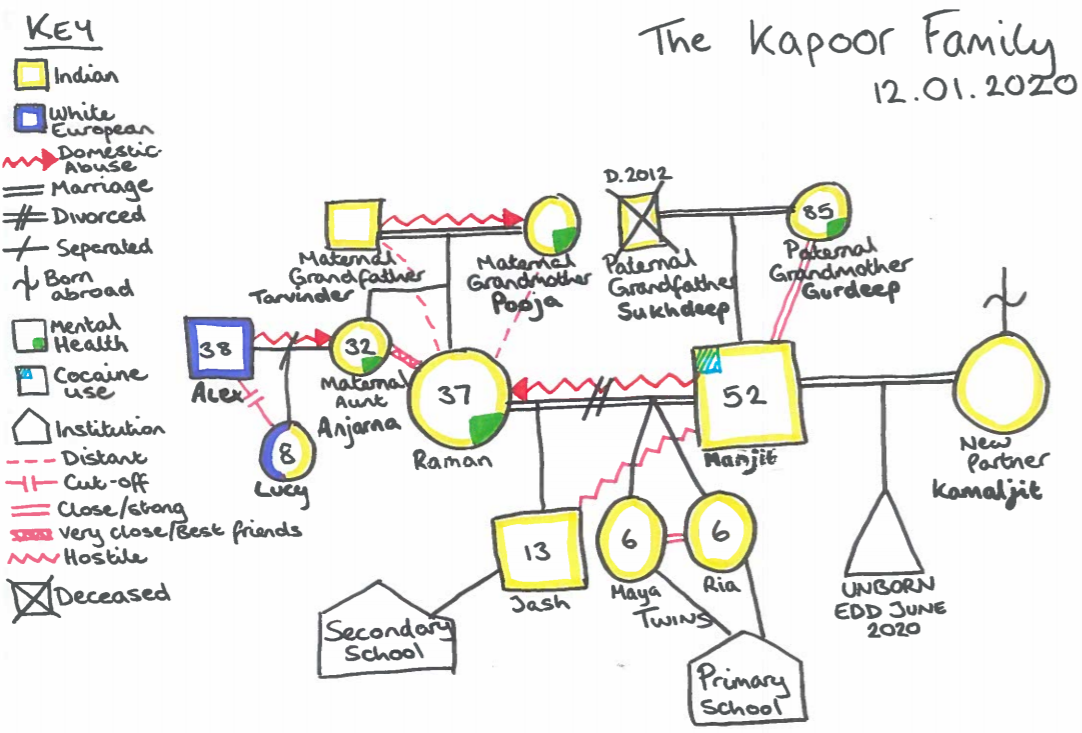 KEY
Indian
White
European
Domestic
Abuse
Marriage
Divorced
Separated
Born
abroad
Mental
Health
Cocaine
use
Institution
Distant
Cut-off
Close/strong
very close/Best friends
Hostile
Deceased
The Kapoor Family
12.01.2020
Maternal
Grandfather
Tarvinder
Maternal
Grandmother
Pooja
D.2012
Paternal
Grandfather
Sukhdeep
85
Paternal
Grandmother
Gurdeep
38
Alex
32
Maternal
Aunt
Anjarna
8
Lucy
37
Raman
52
Manjit
New
Partner
Kamaljit
13
Jash
6
Maya
6
Ria
TWINS
UNBORN
EDD JUNE
2020
Secondary
School
Primary
School